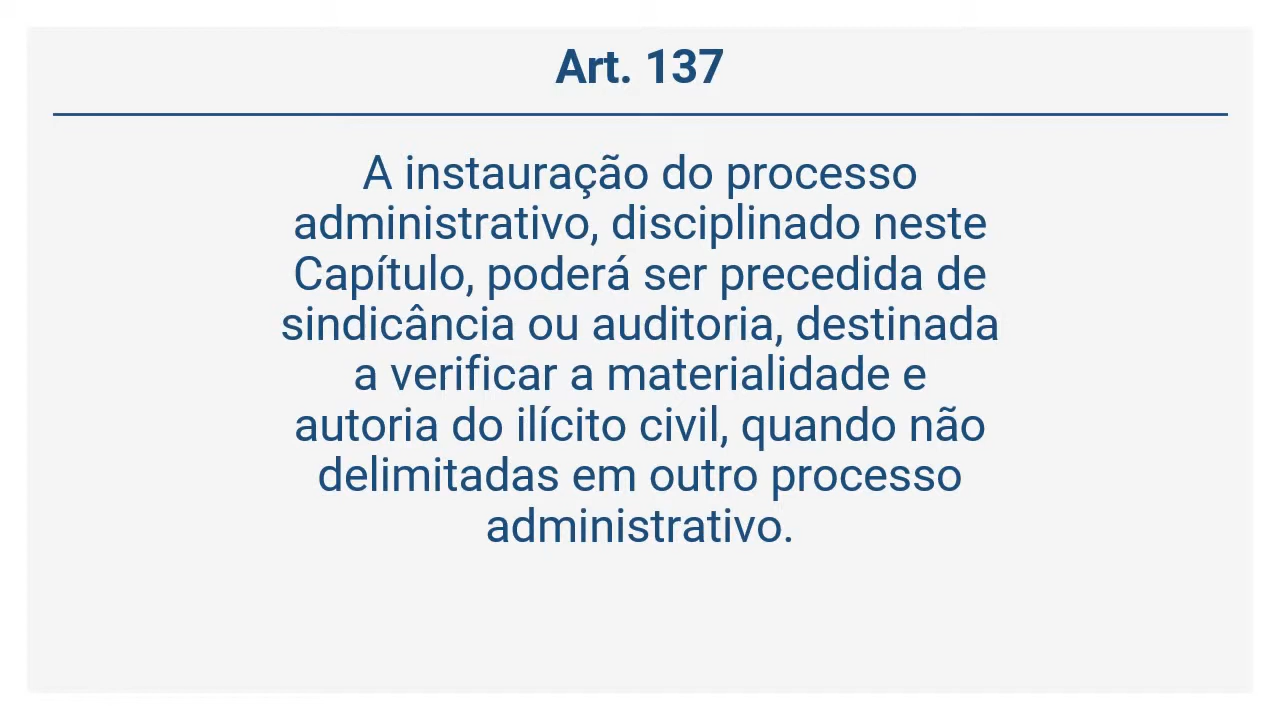 Art. 137
A instauração do processo
administrativo, disciplinado neste
Capítulo, poderá ser precedida de
sindicância ou auditoria, destinada
a verificar a materialidade e
autoria do ilícito civil, quando não
delimitadas em outro processo
administrativo.